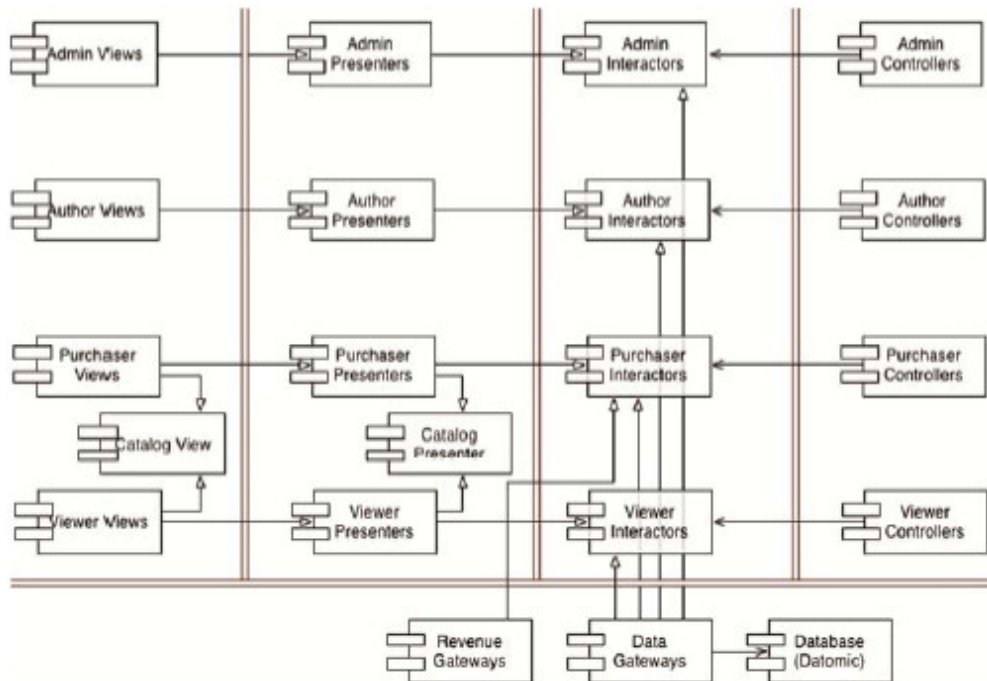 Admin Views
Admin
Presenters
Admin
Interactors
Admin
Controllers
Author Views
Author
Presenters
Author
Interactors
Author
Controllers
Purchaser
Views
Purchaser
Presenters
Purchaser
Interactors
Purchaser
Controllers
Catalog View
Catalog
Presenter
Viewer Views
Viewer
Presenters
Viewer
Interactors
Viewer
Controllers
Revenue
Gateways
Data
Gateways
Database
(Datomic)